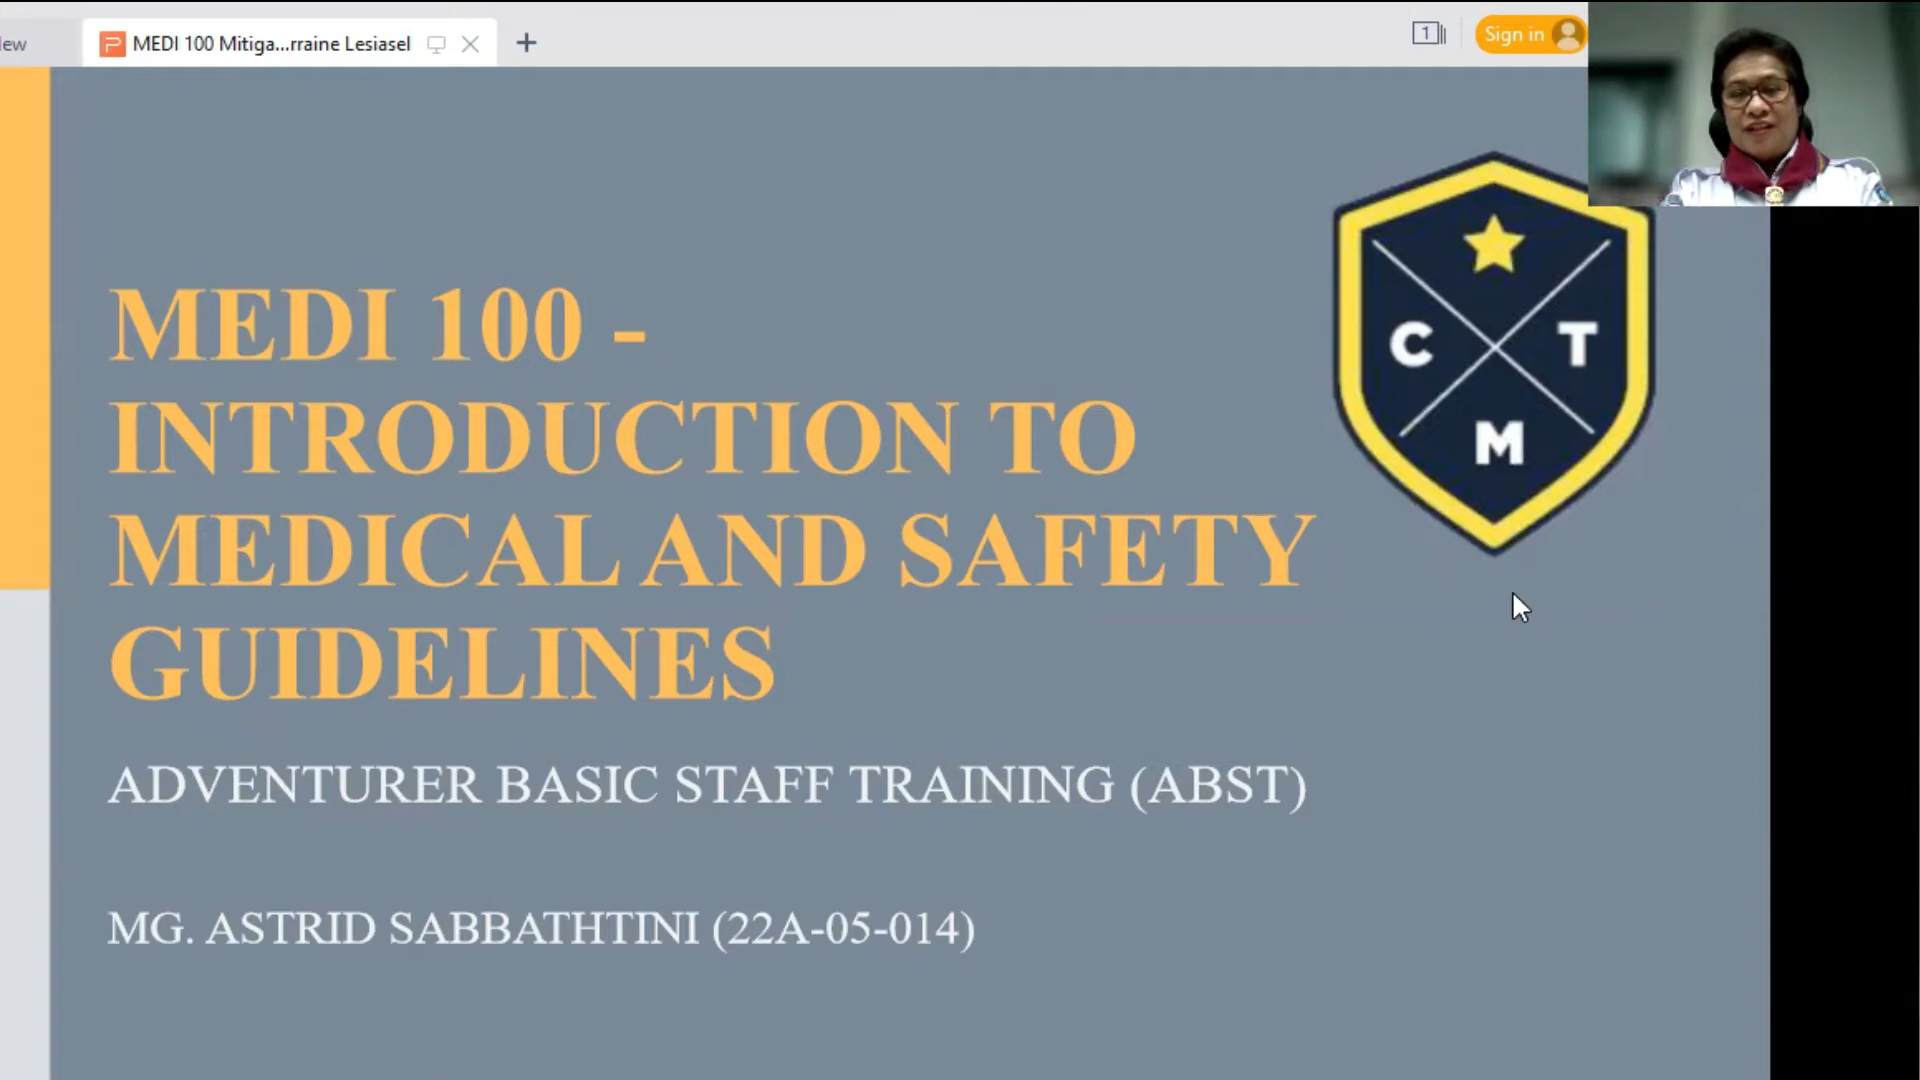 MEDI 100 Mitiga...rraine Lesiasel
1
Sign in
MEDI 100 -
INTRODUCTION TO
MEDICAL AND SAFETY
GUIDELINES
ADVENTURER BASIC STAFF TRAINING (ABST)
MG. ASTRID SABBATHTINI (22A-05-014)
C T
M